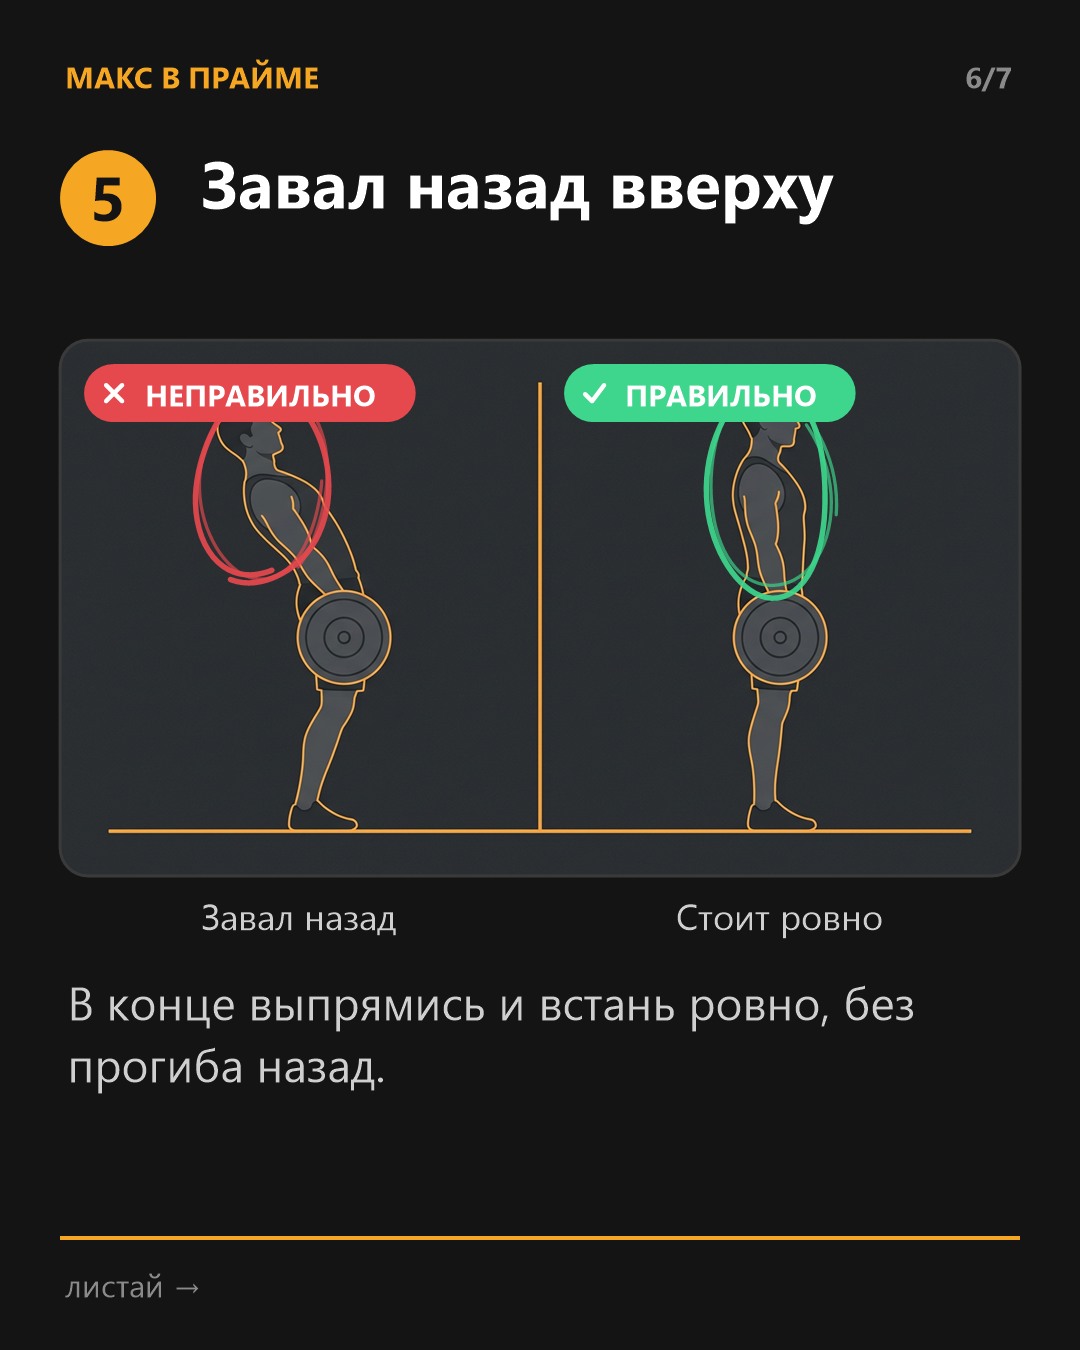 МАКС В ПРАЙМЕ
6/7
5
Завал назад вверху
✕ НЕПРАВИЛЬНО
✓ ПРАВИЛЬНО
Завал назад
Стоит ровно
В конце выпрямись и встань ровно, без
прогиба назад.
листай →